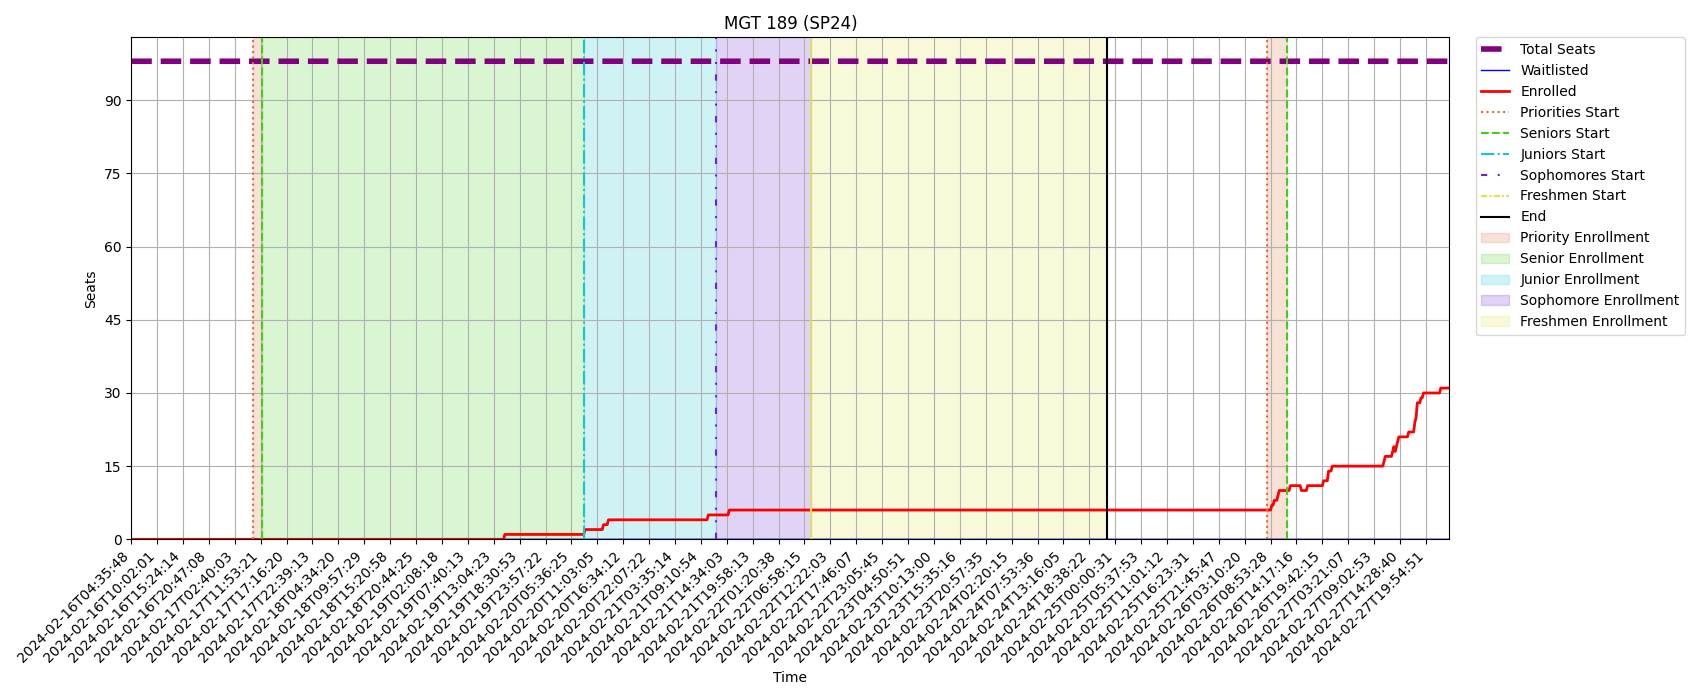 MGT 189 (SP24)
Seats
90
75
60
45
30
15
0
2024-02-16T04:35:48
2024-02-16T10:02:01
2024-02-16T15:24:14
2024-02-16T20:47:08
2024-02-17T02:40:03
2024-02-17T11:53:21
2024-02-17T17:16:20
2024-02-17T22:39:13
2024-02-18T04:34:20
2024-02-18T09:57:29
2024-02-18T15:20:58
2024-02-18T20:44:25
2024-02-19T02:08:18
2024-02-19T07:40:13
2024-02-19T13:04:23
2024-02-19T18:30:53
2024-02-19T23:57:22
2024-02-20T05:36:25
2024-02-20T11:03:05
2024-02-20T16:34:12
2024-02-20T22:07:22
2024-02-21T03:35:14
2024-02-21T09:10:54
2024-02-21T14:34:03
2024-02-21T19:58:13
2024-02-22T01:20:38
2024-02-22T06:58:15
2024-02-22T12:22:03
2024-02-22T17:46:07
2024-02-22T23:05:45
2024-02-23T04:50:51
2024-02-23T10:13:00
2024-02-23T15:35:16
2024-02-23T20:57:35
2024-02-24T02:20:15
2024-02-24T07:53:36
2024-02-24T13:16:05
2024-02-24T18:38:22
2024-02-25T00:00:31
2024-02-25T05:37:53
2024-02-25T11:01:12
2024-02-25T16:23:31
2024-02-25T21:45:47
2024-02-26T03:10:20
2024-02-26T08:53:28
2024-02-26T14:17:16
2024-02-26T19:42:15
2024-02-27T03:21:07
2024-02-27T09:02:53
2024-02-27T14:28:40
2024-02-27T19:54:51
Time
Total Seats
Waitlisted
Enrolled
Priorities Start
Seniors Start
Juniors Start
Sophomores Start
Freshmen Start
End
Priority Enrollment
Senior Enrollment
Junior Enrollment
Sophomore Enrollment
Freshmen Enrollment